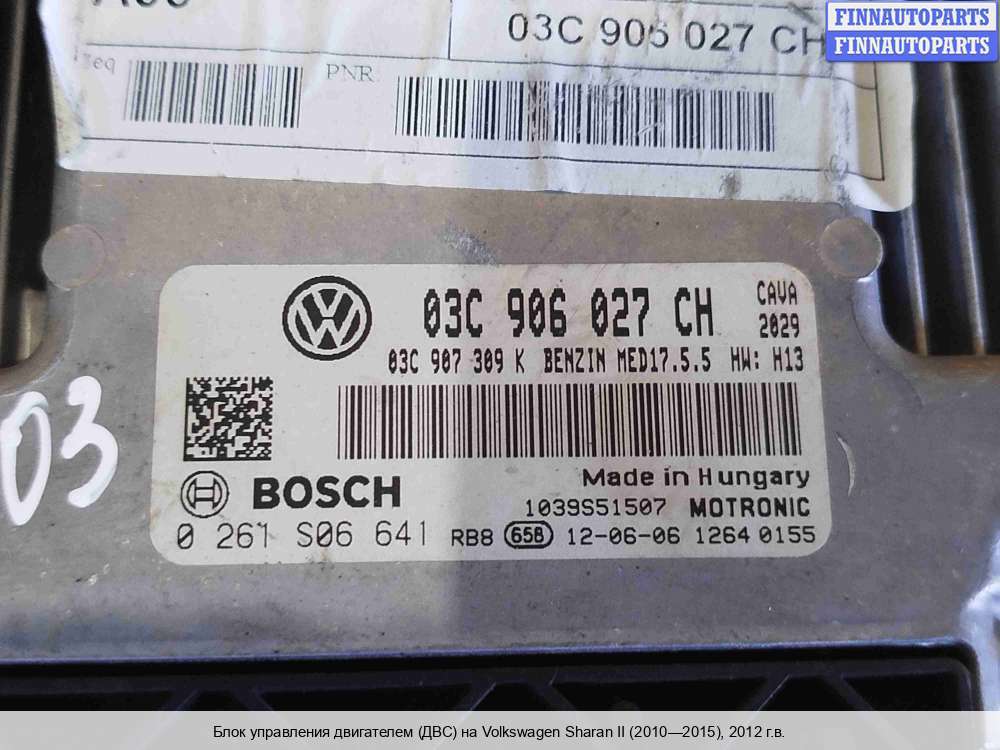 FINNAUTOPARTS
FINNAUTOPARTS
03C 906 027 CH
PNR
03C 906 027 CH
CAVA
2029
03C 907 309 K BENZIN MED17.5.5 HW: H13
Made in Hungary
BOSCH
1039S51507 MOTRONIC
0 261 S06 641 RB8 65B 12-06-06 1264 0155
03
Блок управления двигателем (ДВС) на Volkswagen Sharan II (2010—2015), 2012 г.в.